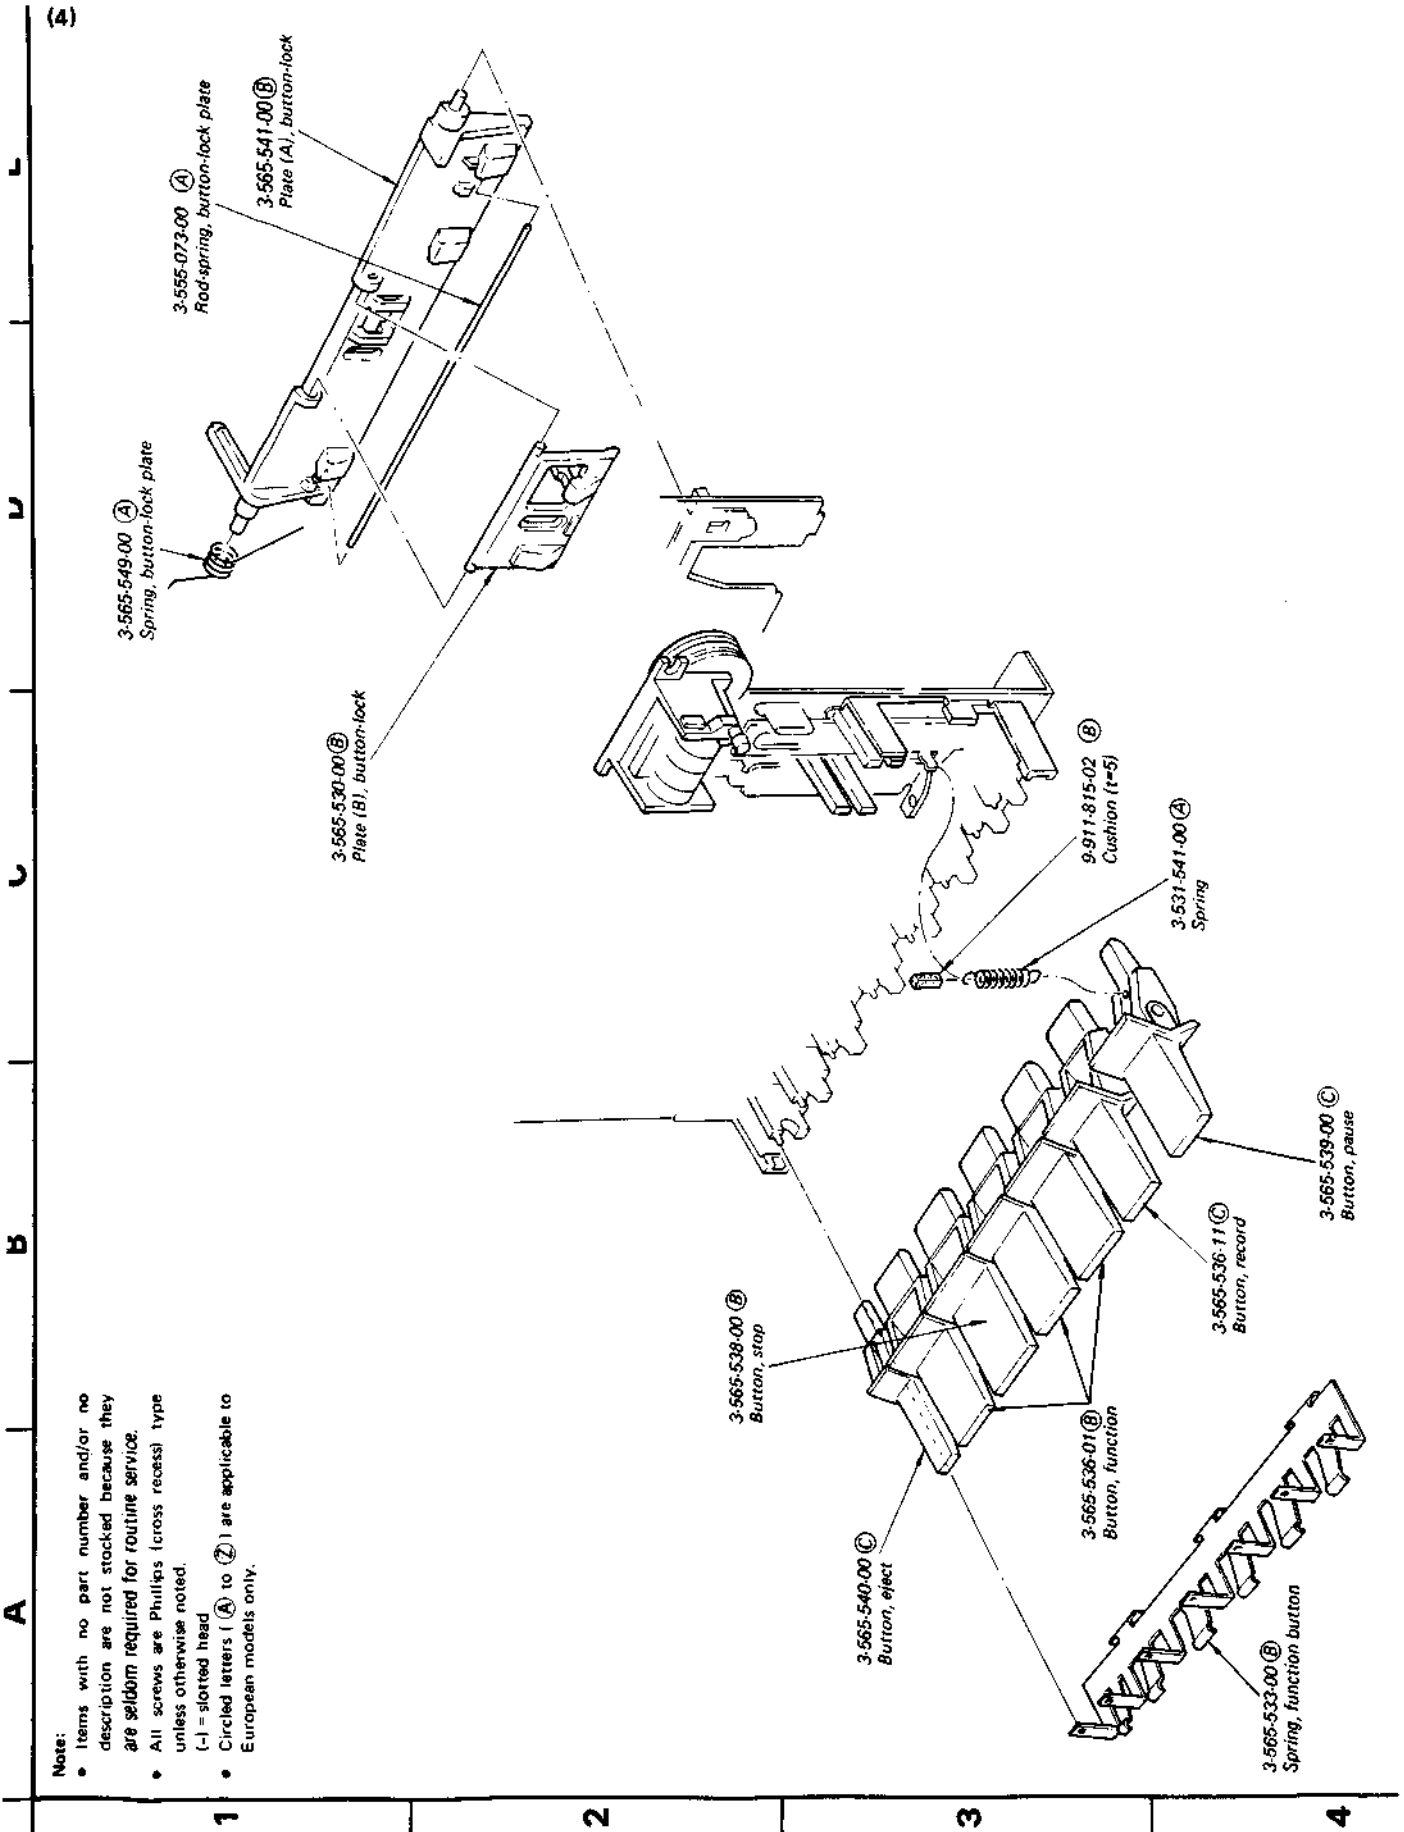 (4)
A
B
C
D
E
1
2
3
4
Note:
• Items with no part number and/or no
description are not stocked because they
are seldom required for routine service.
• All screws are Phillips (cross recess) type
unless otherwise noted.
(-) = slotted head
• Circled letters (Ⓐ to Ⓩ) are applicable to
European models only.
3-565-549-00 Ⓐ
Spring, button-lock plate
3-555-073-00 Ⓐ
Rod-spring, button-lock plate
3-565-541-00 Ⓑ
Plate (A), button-lock
3-565-530-00 Ⓑ
Plate (B), button-lock
9-911-815-02 Ⓑ
Cushion (t=5)
3-531-541-00 Ⓐ
Spring
3-565-538-00 Ⓑ
Button, stop
3-565-540-00 Ⓒ
Button, eject
3-565-536-01 Ⓑ
Button, function
3-565-536-11 Ⓒ
Button, record
3-565-539-00 Ⓒ
Button, pause
3-565-533-00 Ⓑ
Spring, function button